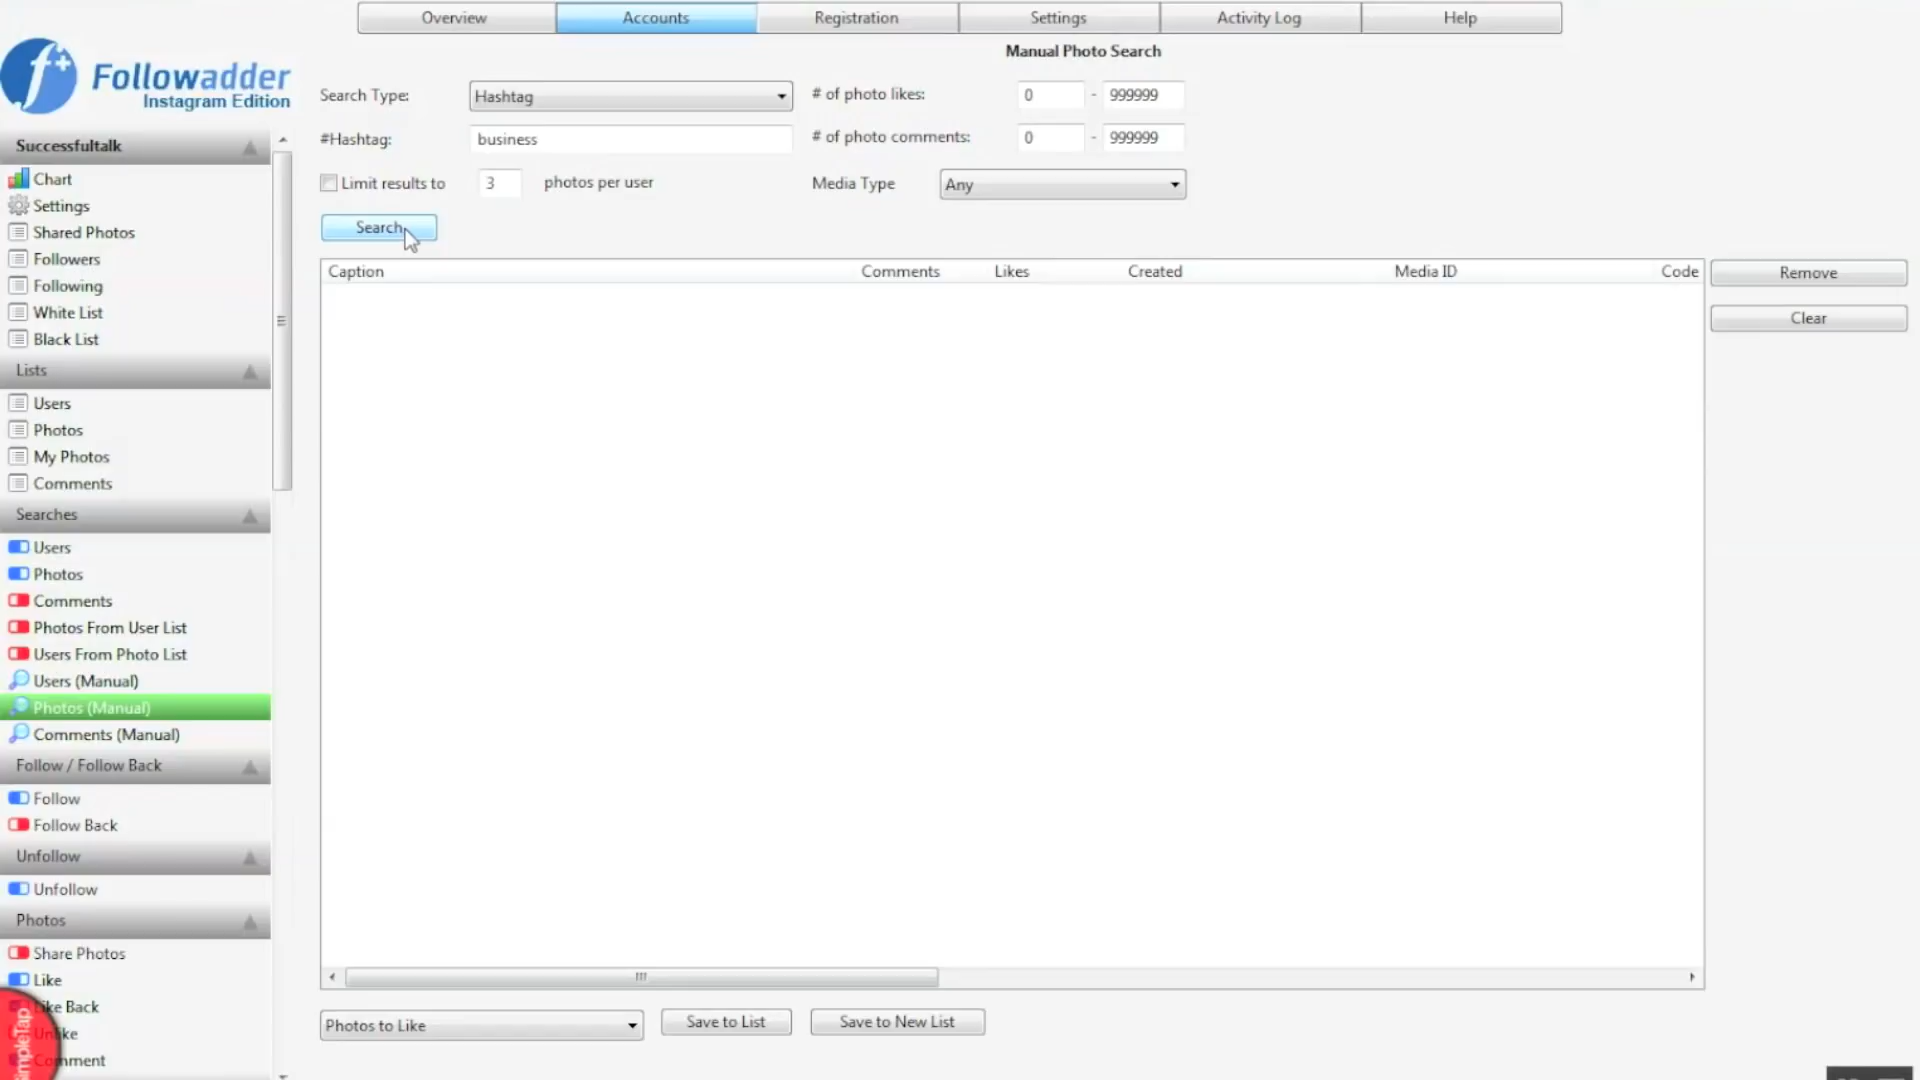 Overview Accounts Registration Settings Activity Log Help
Followadder
Instagram Edition
Manual Photo Search
Search Type: Hashtag # of photo likes: 0 - 999999
#Hashtag: business # of photo comments: 0 - 999999
Limit results to 3 photos per user Media Type Any
Search
Caption Comments Likes Created Media ID Code
Remove
Clear
Successfultalk
Chart
Settings
Shared Photos
Followers
Following
White List
Black List
Lists
Users
Photos
My Photos
Comments
Searches
Users
Photos
Comments
Photos From User List
Users From Photo List
Users (Manual)
Photos (Manual)
Comments (Manual)
Follow / Follow Back
Follow
Follow Back
Unfollow
Unfollow
Photos
Share Photos
Like
Like Back
Unlike
Comment
Photos to Like Save to List Save to New List